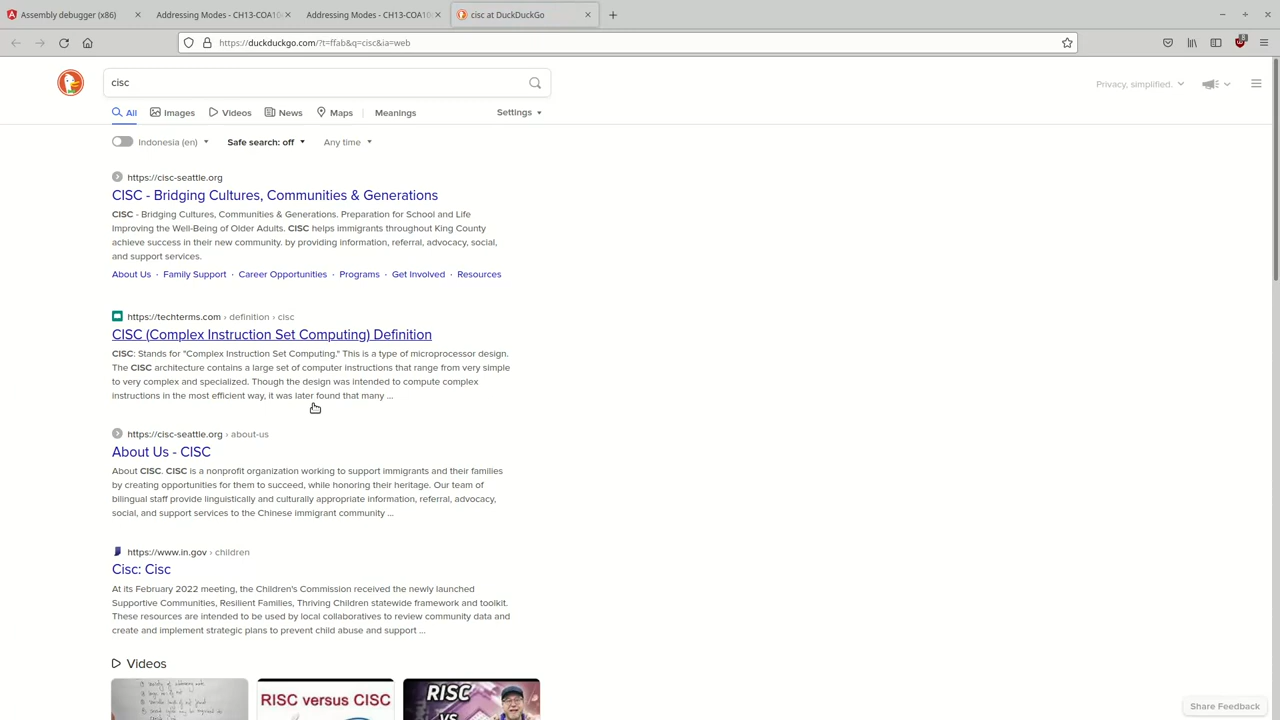 Assembly debugger (x86)
Addressing Modes - CH13-COA10
Addressing Modes - CH13-COA10
cisc at DuckDuckGo
https://duckduckgo.com/?t=ffab&q=cisc&ia=web
cisc
Privacy, simplified.
All
Images
Videos
News
Maps
Meanings
Settings
Indonesia (en)
Safe search: off
Any time
https://cisc-seattle.org
CISC - Bridging Cultures, Communities & Generations
CISC - Bridging Cultures, Communities & Generations. Preparation for School and Life
Improving the Well-Being of Older Adults. CISC helps immigrants throughout King County
achieve success in their new community. by providing information, referral, advocacy, social,
and support services.
About Us · Family Support · Career Opportunities · Programs · Get Involved · Resources
https://techterms.com › definition › cisc
CISC (Complex Instruction Set Computing) Definition
CISC: Stands for "Complex Instruction Set Computing." This is a type of microprocessor design.
The CISC architecture contains a large set of computer instructions that range from very simple
to very complex and specialized. Though the design was intended to compute complex
instructions in the most efficient way, it was later found that many ...
https://cisc-seattle.org › about-us
About Us - CISC
About CISC. CISC is a nonprofit organization working to support immigrants and their families
by creating opportunities for them to succeed, while honoring their heritage. Our team of
bilingual staff provide linguistically and culturally appropriate information, referral, advocacy,
social, and support services to the Chinese immigrant community ...
https://www.in.gov › children
Cisc: Cisc
At its February 2022 meeting, the Children's Commission received the newly launched
Supportive Communities, Resilient Families, Thriving Children statewide framework and toolkit.
These resources are intended to be used by local collaboratives to review community data and
create and implement strategic plans to prevent child abuse and support ...
Videos
RISC versus CISC
RISC
Share Feedback